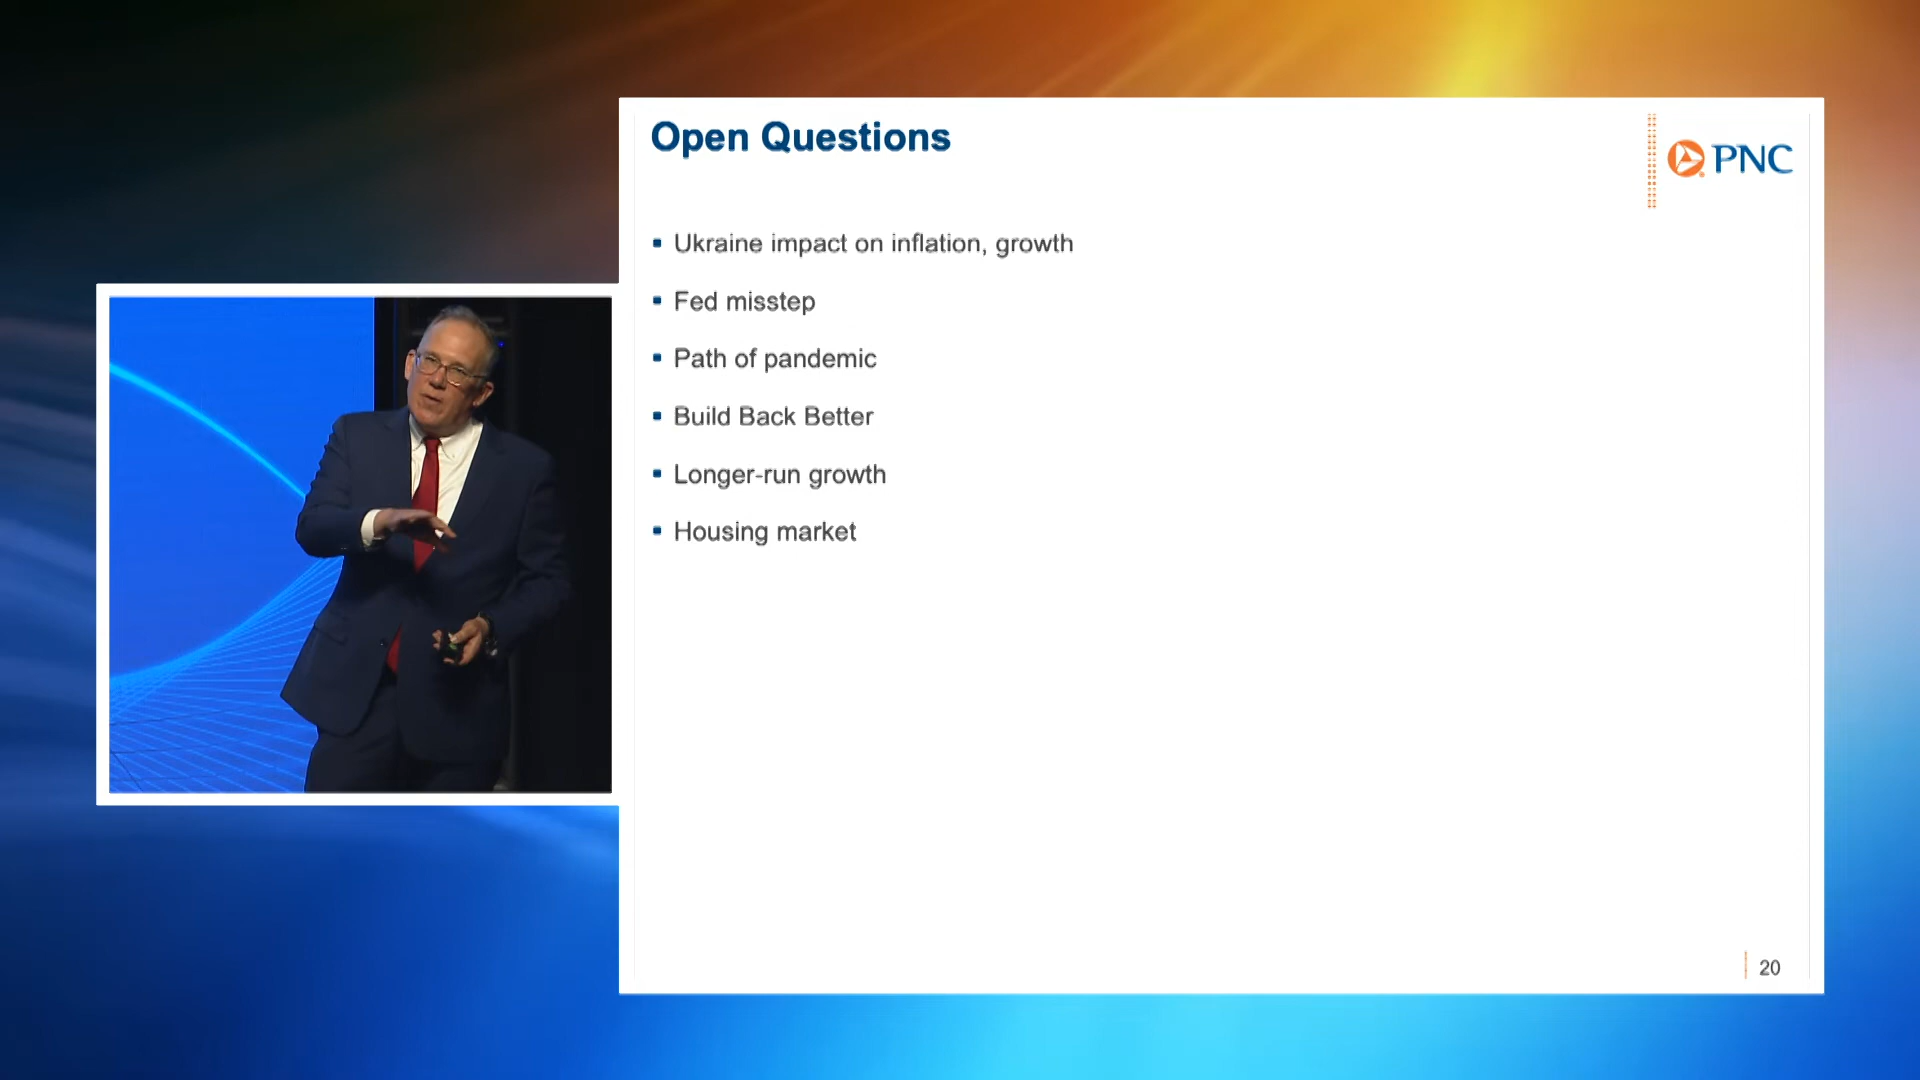 Open Questions
PNC
Ukraine impact on inflation, growth
Fed misstep
Path of pandemic
Build Back Better
Longer-run growth
Housing market
20